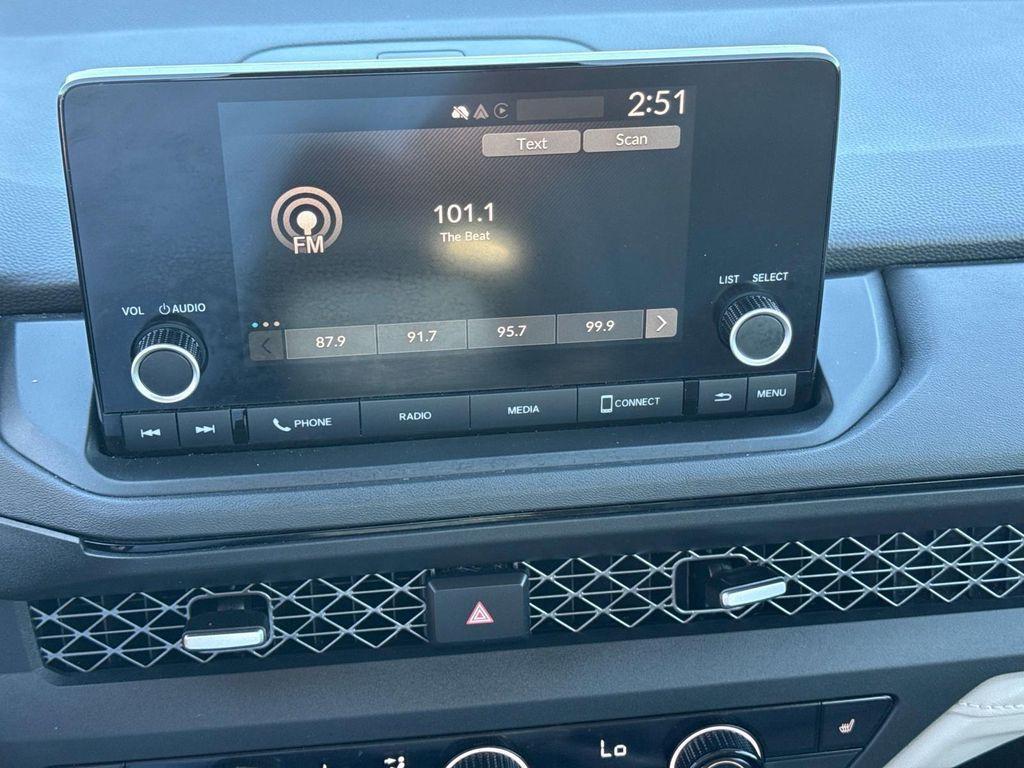 2:51
Text Scan
101.1
The Beat
FM
LIST SELECT
VOL AUDIO
87.9 91.7 95.7 99.9
PHONE RADIO MEDIA CONNECT MENU
Lo